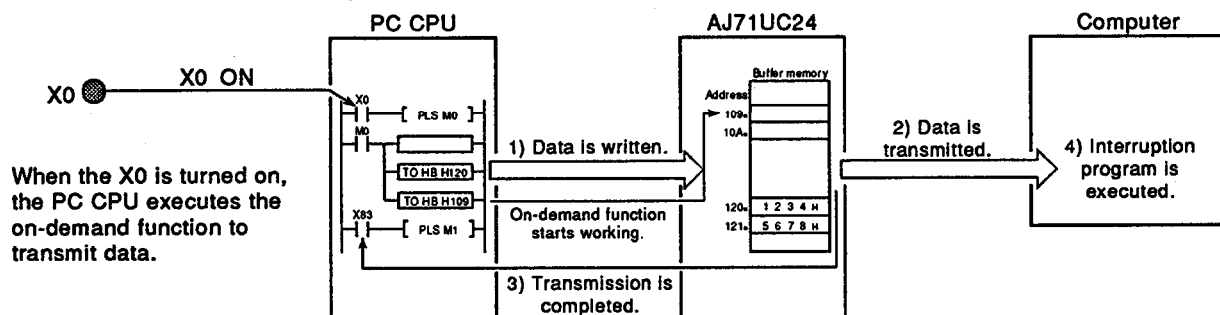 PC CPU
AJ71UC24
Computer
X0
X0 ON
When the X0 is turned on,
the PC CPU executes the
on-demand function to
transmit data.
X0
PLS M0
M0
TO HB H120
TO HB H109
X83
PLS M1
1) Data is written.
On-demand function
starts working.
3) Transmission is
completed.
Buffer memory
Address
109H
10AH
120H 1 2 3 4 H
121H 5 6 7 8 H
2) Data is
transmitted.
4) Interruption
program is
executed.